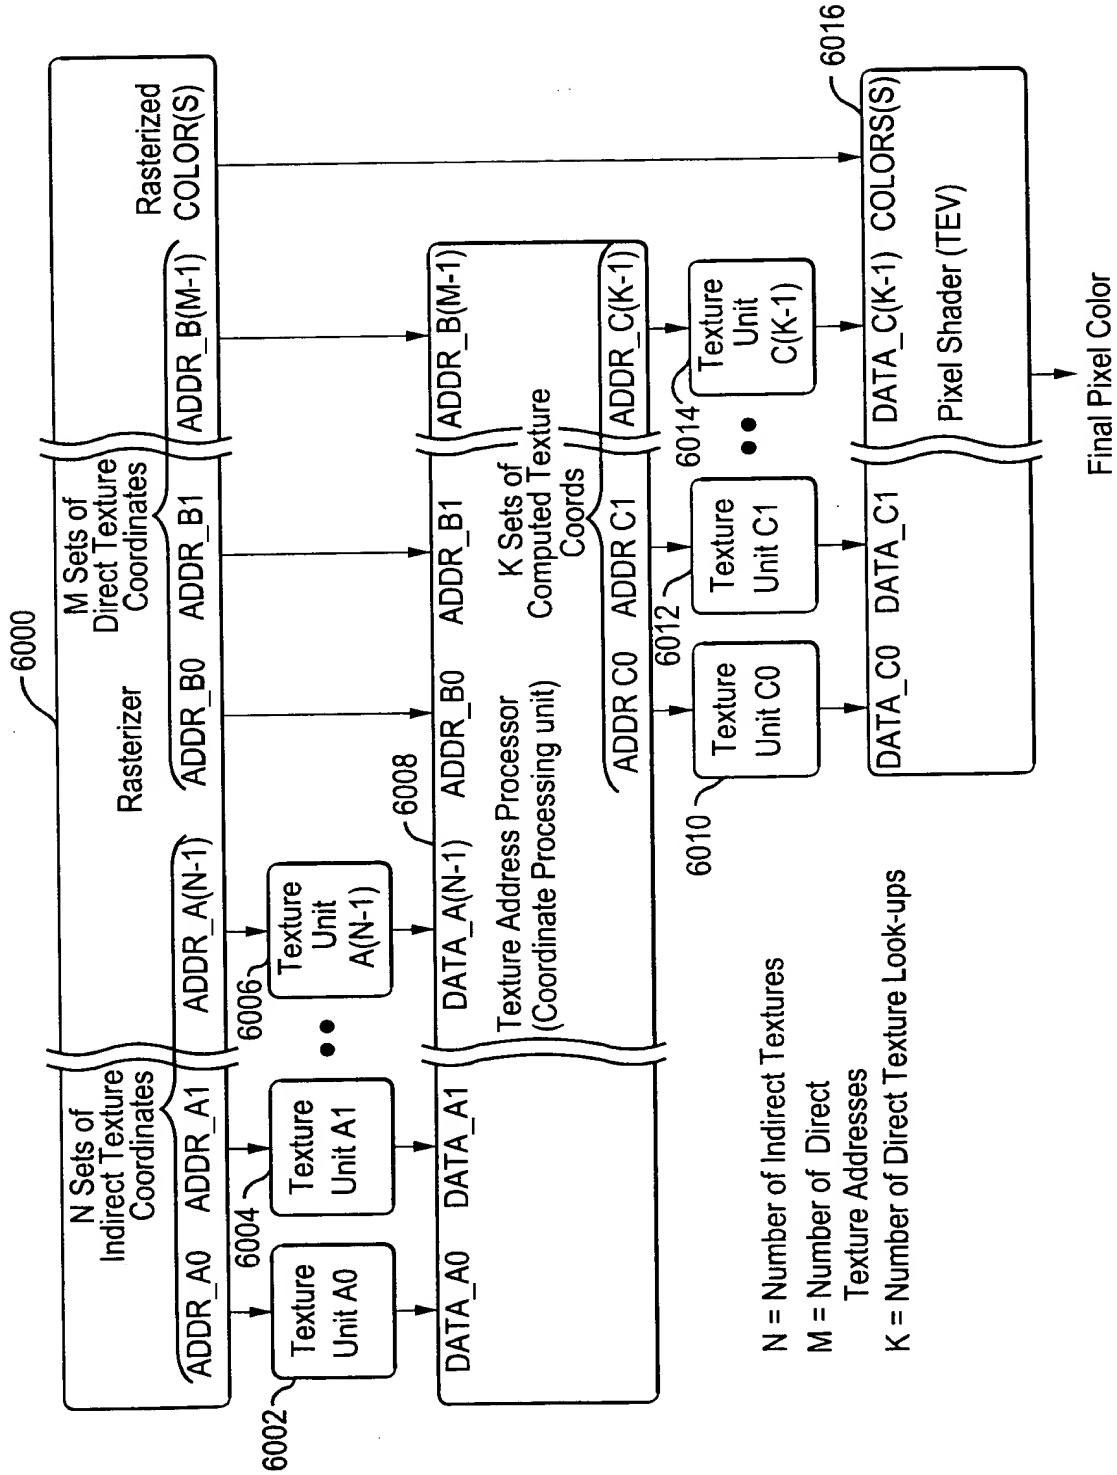 6000
N Sets of
Indirect Texture
Coordinates
Rasterizer
M Sets of
Direct Texture
Coordinates
Rasterized
COLOR(S)
ADDR_A0
ADDR_A1
ADDR_A(N-1)
ADDR_B0
ADDR_B1
ADDR_B(M-1)
6002
Texture
Unit A0
6004
Texture
Unit A1
6006
Texture
Unit
A(N-1)
6008
DATA_A0
DATA_A1
DATA_A(N-1)
ADDR_B0
ADDR_B1
ADDR_B(M-1)
Texture Address Processor
(Coordinate Processing unit)
K Sets of
Computed Texture
Coords
ADDR C0
ADDR C1
ADDR_C(K-1)
6010
Texture
Unit C0
6012
Texture
Unit C1
6014
Texture
Unit
C(K-1)
6016
DATA_C0
DATA_C1
DATA_C(K-1)
COLORS(S)
Pixel Shader (TEV)
Final Pixel Color
N = Number of Indirect Textures
M = Number of Direct
Texture Addresses
K = Number of Direct Texture Look-ups